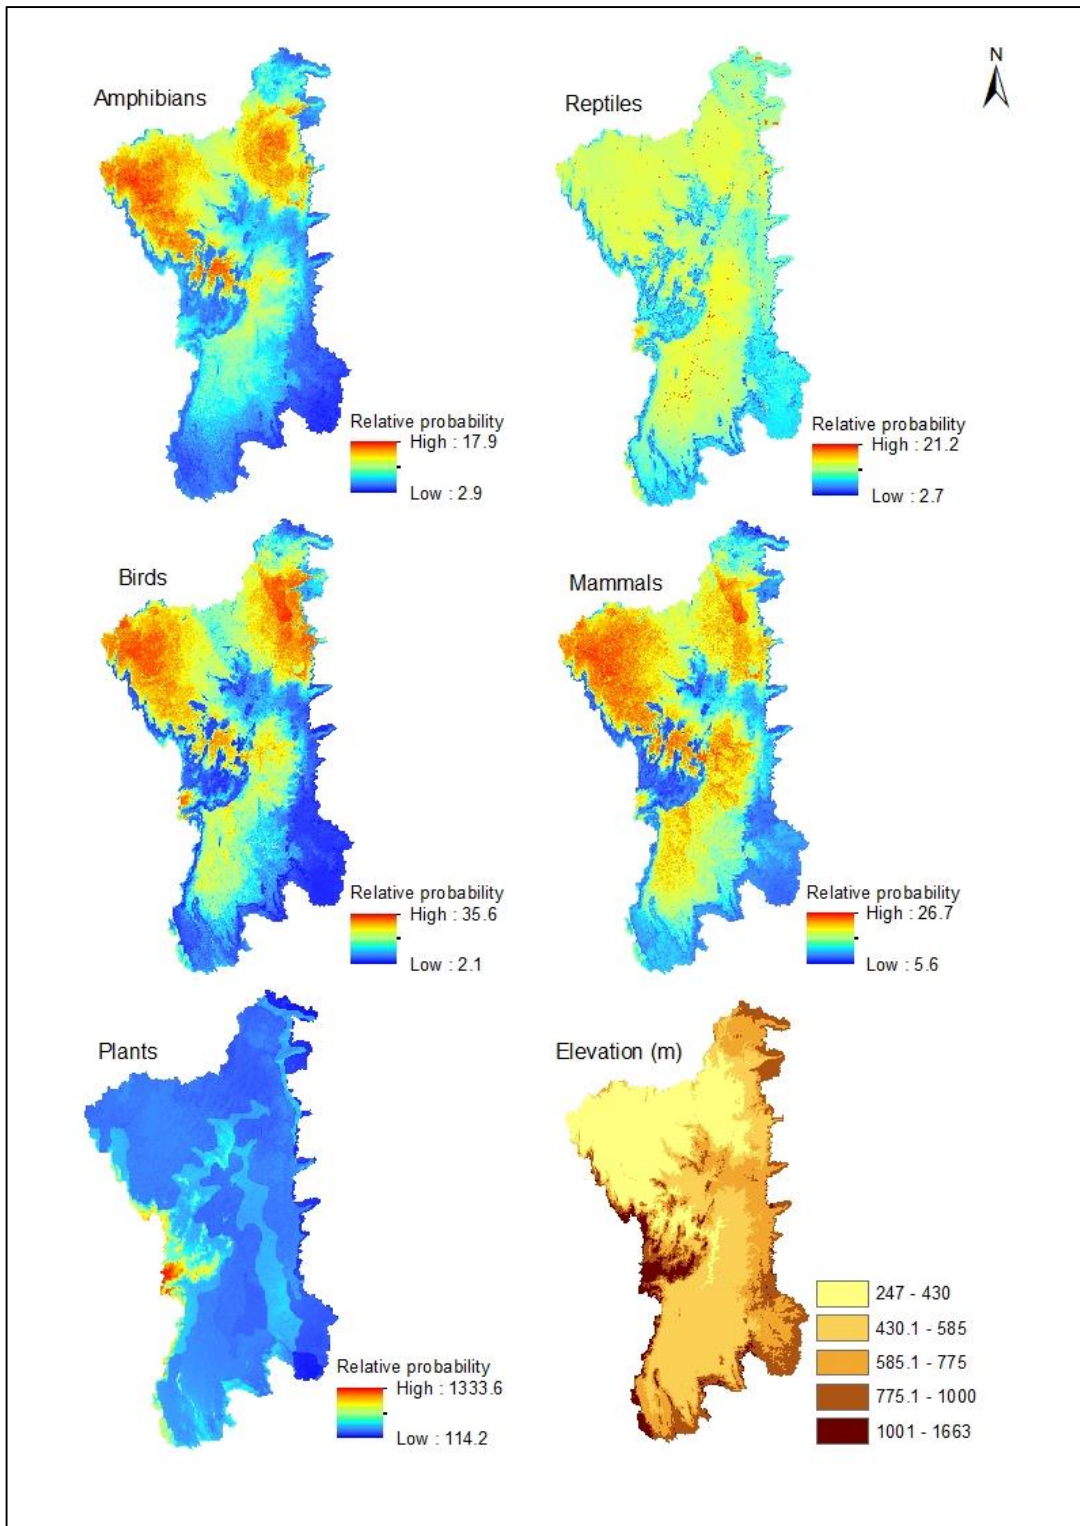 N
Amphibians
Reptiles
Relative probability
High : 17.9
Low : 2.9
Relative probability
High : 21.2
Low : 2.7
Birds
Mammals
Relative probability
High : 35.6
Low : 2.1
Relative probability
High : 26.7
Low : 5.6
Plants
Elevation (m)
Relative probability
High : 1333.6
Low : 114.2
247 - 430
430.1 - 585
585.1 - 775
775.1 - 1000
1001 - 1663